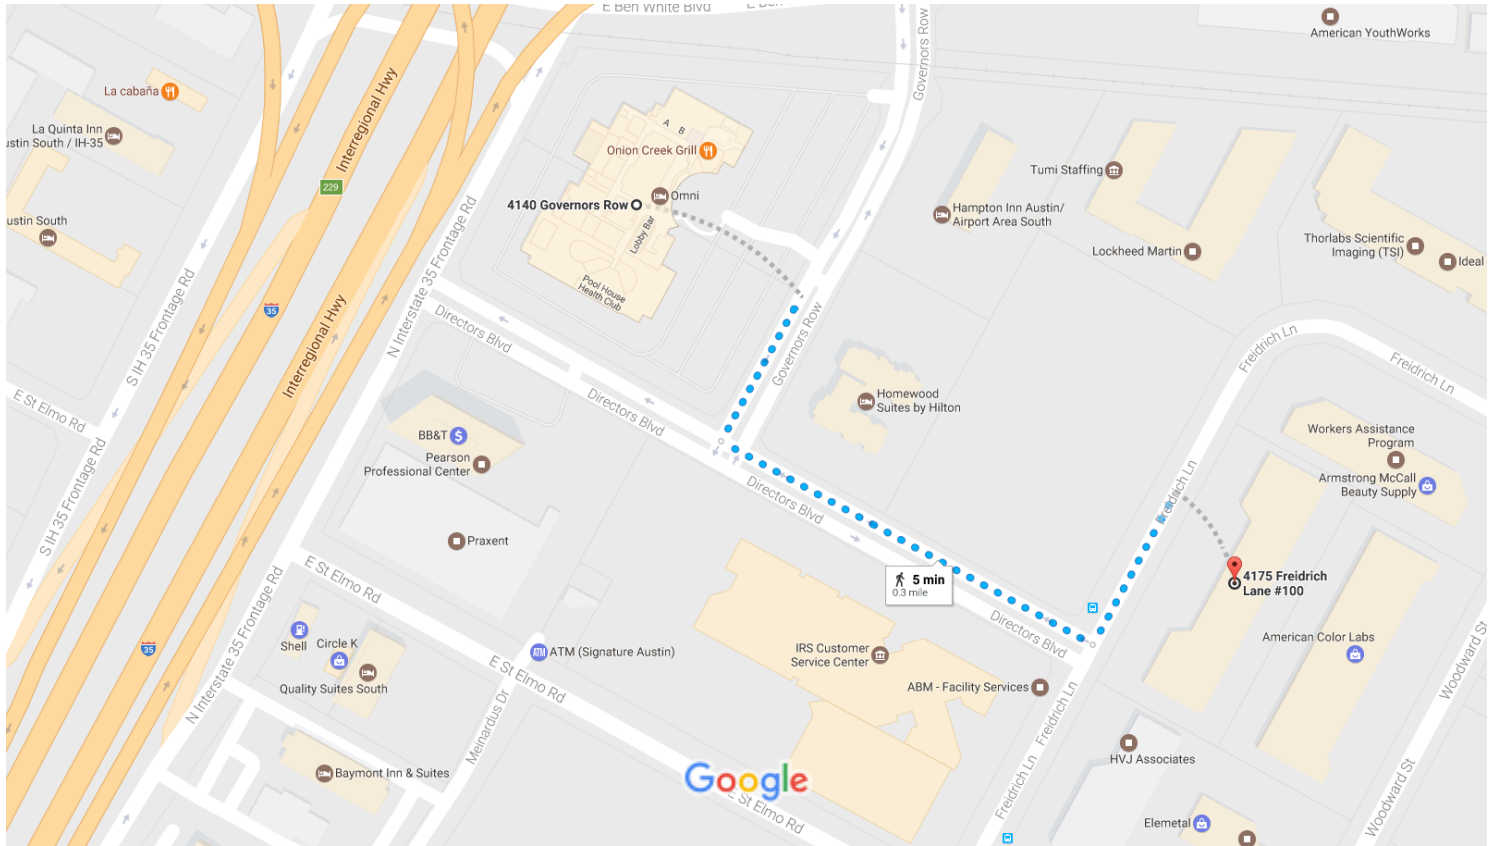 E Ben White Blvd
E Ben
American YouthWorks
Governors Row
La cabaña
Interregional Hwy
La Quinta Inn
ustin South / IH-35
A
B
Onion Creek Grill
229
Tumi Staffing
Omni
4140 Governors Row
Hampton Inn Austin/
Airport Area South
ustin South
Lobby Bar
N Interstate 35 Frontage Rd
Lockheed Martin
Thorlabs Scientific
Imaging (TSI)
Ideal
Pool House
Health Club
35
S IH 35 Frontage Rd
Interregional Hwy
Directors Blvd
Governors Row
Freidrich Ln
Freidrich Ln
E St Elmo Rd
Directors Blvd
Homewood
Suites by Hilton
BB&T
$
Pearson
Professional Center
Workers Assistance
Program
Armstrong McCall
Beauty Supply
S IH 35 Frontage Rd
Directors Blvd
Freidrich Ln
Praxent
E St Elmo Rd
5 min
0.3 mile
4175 Freidrich
Lane #100
N Interstate 35 Frontage Rd
Directors Blvd
Shell
Circle K
35
ATM
ATM (Signature Austin)
IRS Customer
Service Center
American Color Labs
Quality Suites South
E St Elmo Rd
ABM - Facility Services
Freidrich Ln
Woodward St
Meinardus Dr
HVJ Associates
Baymont Inn & Suites
Google
Freidrich Ln
E St Elmo Rd
Elemetal
Woodward St